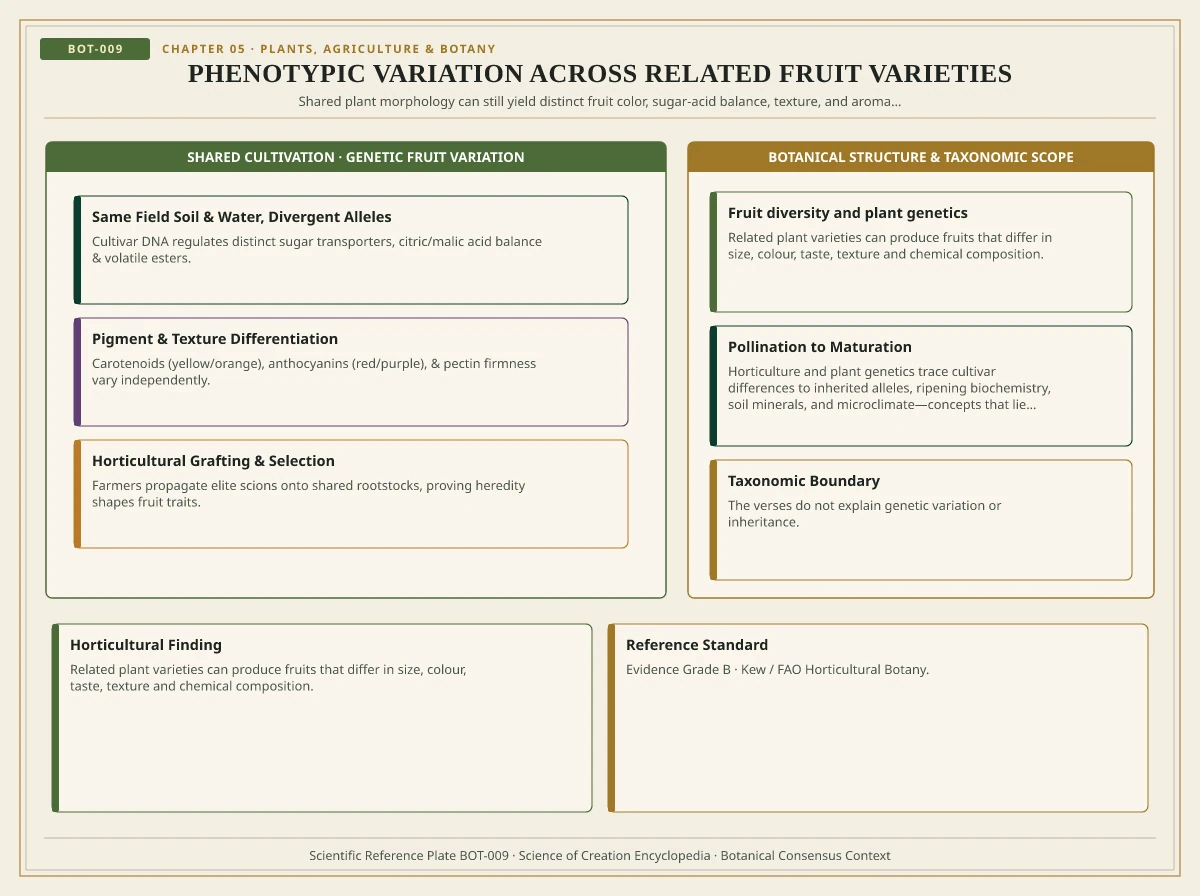 BOT-009
CHAPTER 05 · PLANTS, AGRICULTURE & BOTANY
PHENOTYPIC VARIATION ACROSS RELATED FRUIT VARIETIES
Shared plant morphology can still yield distinct fruit color, sugar-acid balance, texture, and aroma...
SHARED CULTIVATION · GENETIC FRUIT VARIATION
Same Field Soil & Water, Divergent Alleles
Cultivar DNA regulates distinct sugar transporters, citric/malic acid balance
& volatile esters.
Pigment & Texture Differentiation
Carotenoids (yellow/orange), anthocyanins (red/purple), & pectin firmness
vary independently.
Horticultural Grafting & Selection
Farmers propagate elite scions onto shared rootstocks, proving heredity
shapes fruit traits.
BOTANICAL STRUCTURE & TAXONOMIC SCOPE
Fruit diversity and plant genetics
Related plant varieties can produce fruits that differ in
size, colour, taste, texture and chemical composition.
Pollination to Maturation
Horticulture and plant genetics trace cultivar
differences to inherited alleles, ripening biochemistry,
soil minerals, and microclimate—concepts that lie...
Taxonomic Boundary
The verses do not explain genetic variation or
inheritance.
Horticultural Finding
Related plant varieties can produce fruits that differ in size, colour,
taste, texture and chemical composition.
Reference Standard
Evidence Grade B · Kew / FAO Horticultural Botany.
Scientific Reference Plate BOT-009 · Science of Creation Encyclopedia · Botanical Consensus Context